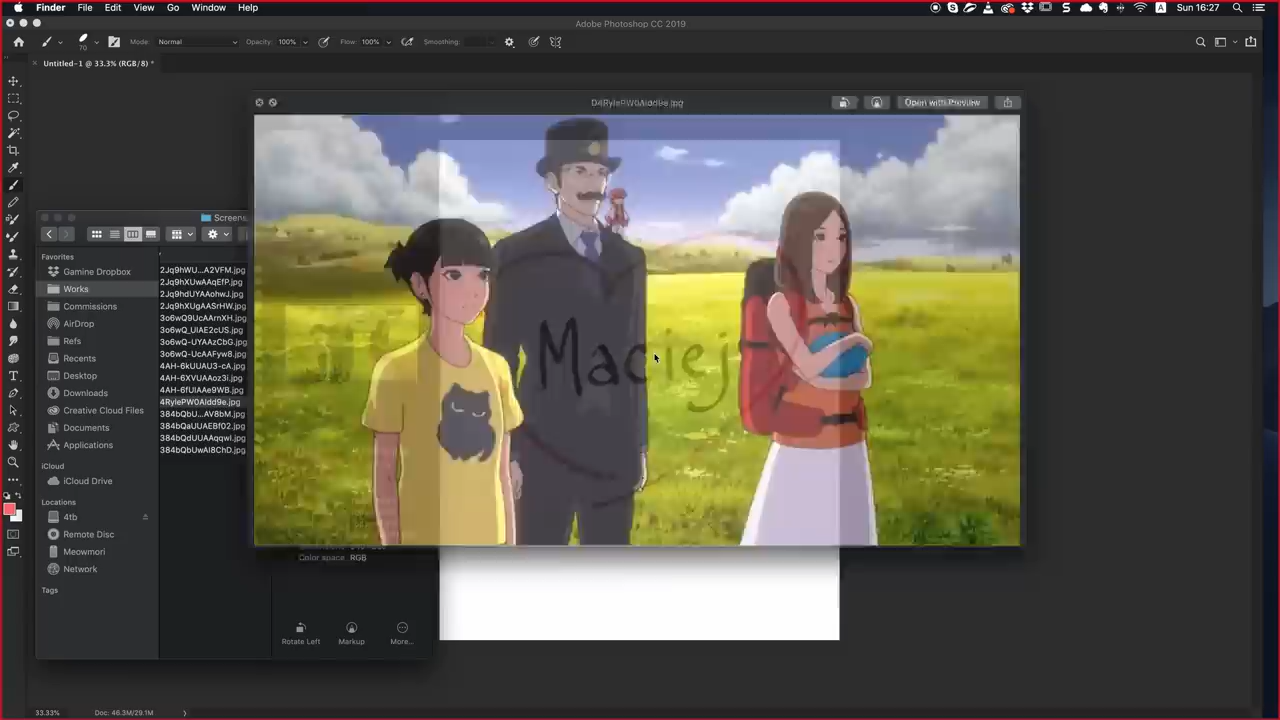 Finder File Edit View Go Window Help
Sun 16:27
Adobe Photoshop CC 2019
70 Mode: Normal Opacity: 100% Flow: 100% Smoothing:
Untitled-1 @ 33.3% (RGB/8) *
D4RylePW0AIdd9e.jpg
Open with Preview
Screens
Favorites
Gamine Dropbox
Works
Commissions
AirDrop
Refs
Recents
Desktop
Downloads
Creative Cloud Files
Documents
Applications
iCloud
iCloud Drive
Locations
4tb
Remote Disc
Meowmori
Network
Tags
2Jq9hWU...A2VFM.jpg
2Jq9hXUwAAqEfP.jpg
2Jq9hdUYAAohwJ.jpg
2Jq9hXUgAASrHW.jpg
3o6wQ9UcAArnXH.jpg
3o6wQ_UIAE2cUS.jpg
3o6wQ-UYAAzCbG.jpg
3o6wQ-UcAAFyw8.jpg
4AH-6kUUAU3-cA.jpg
4AH-6XVUAAoz3i.jpg
4AH-6fUIAAe9WB.jpg
4RylePW0AIdd9e.jpg
384bQbU...AV8bM.jpg
384bQaUUAEBf02.jpg
384bQdUUAAqqwI.jpg
384bQbUwAI8ChD.jpg
Maciej
Color space RGB
Rotate Left Markup More...
33.33% Doc: 46.3M/29.1M